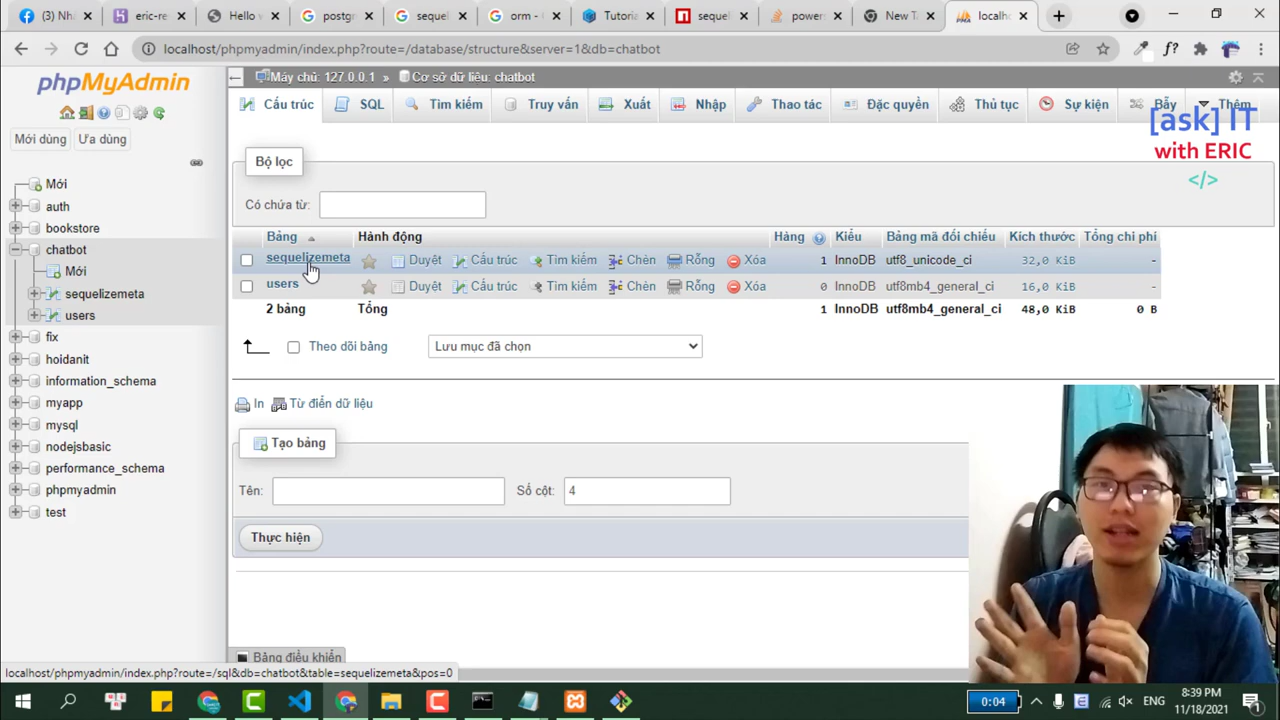 (3) Nhi
eric-re
Hello v
postgr
sequel
orm - G
Tutoria
sequel
power
New Ta
localh
localhost/phpmyadmin/index.php?route=/database/structure&server=1&db=chatbot
phpMyAdmin
Mới dùng
Ưa dùng
Mới
auth
bookstore
chatbot
Mới
sequelizemeta
users
fix
hoidanit
information_schema
myapp
mysql
nodejsbasic
performance_schema
phpmyadmin
test
Máy chủ: 127.0.0.1 » Cơ sở dữ liệu: chatbot
Cấu trúc SQL Tìm kiếm Truy vấn Xuất Nhập Thao tác Đặc quyền Thủ tục Sự kiện Bẫy Thêm
[ask] IT
with ERIC
</>
Bộ lọc
Có chứa từ:
Bảng Hành động Hàng Kiểu Bảng mã đối chiếu Kích thước Tổng chi phí
sequelizemeta Duyệt Cấu trúc Tìm kiếm Chèn Rỗng Xóa 1 InnoDB utf8_unicode_ci 32,0 KiB -
users Duyệt Cấu trúc Tìm kiếm Chèn Rỗng Xóa 0 InnoDB utf8mb4_general_ci 16,0 KiB -
2 bảng Tổng 1 InnoDB utf8mb4_general_ci 48,0 KiB 0 B
Theo dõi bảng Lưu mục đã chọn
In Từ điển dữ liệu
Tạo bảng
Tên: Số cột: 4
Thực hiện
Bảng điều khiển
localhost/phpmyadmin/index.php?route=/sql&db=chatbot&table=sequelizemeta&pos=0
0:04
ENG
8:39 PM
11/18/2021